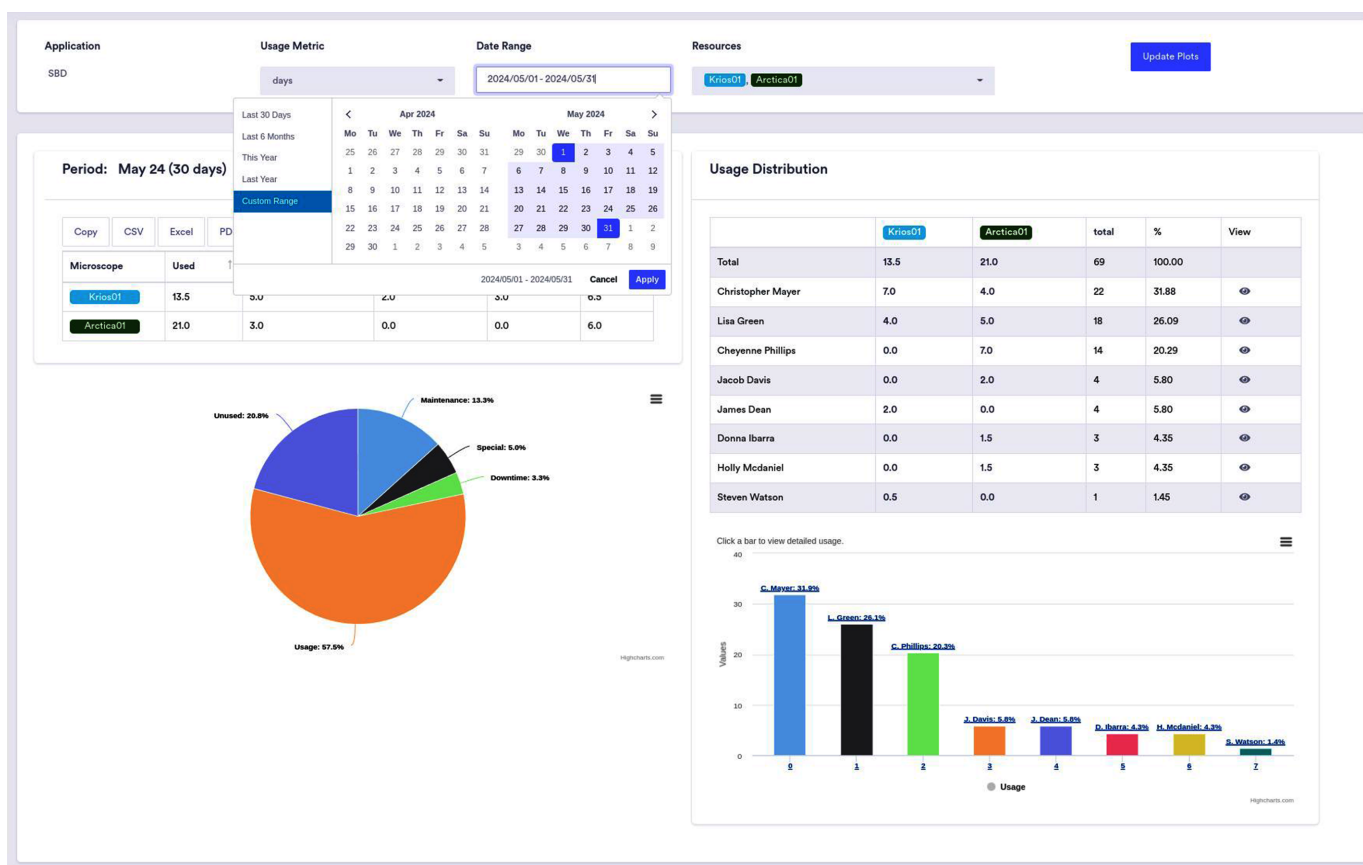 Application Usage Metric Date Range Resources
SBD days 2024/05/01 - 2024/05/31 Krios01, Arctica01 Update Plots
Last 30 Days
Last 6 Months
This Year
Last Year
Custom Range
Apr 2024
Mo Tu We Th Fr Sa Su
25 26 27 28 29 30 31
1 2 3 4 5 6 7
8 9 10 11 12 13 14
15 16 17 18 19 20 21
22 23 24 25 26 27 28
29 30 1 2 3 4 5
May 2024
Mo Tu We Th Fr Sa Su
29 30 1 2 3 4 5
6 7 8 9 10 11 12
13 14 15 16 17 18 19
20 21 22 23 24 25 26
27 28 29 30 31 1 2
3 4 5 6 7 8 9
2024/05/01 - 2024/05/31 Cancel Apply
Period: May 24 (30 days)
Copy CSV Excel PD
Microscope Used
Krios01 13.5 5.0 2.0 3.0 6.5
Arctica01 21.0 3.0 0.0 0.0 6.0
Maintenance: 13.3%
Unused: 20.8%
Special: 5.0%
Downtime: 3.3%
Usage: 57.5%
Highcharts.com
Usage Distribution
Krios01 Arctica01 total % View
Total 13.5 21.0 69 100.00
Christopher Mayer 7.0 4.0 22 31.88
Lisa Green 4.0 5.0 18 26.09
Cheyenne Phillips 0.0 7.0 14 20.29
Jacob Davis 0.0 2.0 4 5.80
James Dean 2.0 0.0 4 5.80
Donna Ibarra 0.0 1.5 3 4.35
Holly Mcdaniel 0.0 1.5 3 4.35
Steven Watson 0.5 0.0 1 1.45
Click a bar to view detailed usage.
40
30
20
10
0
Values
C. Mayer: 31.9%
L. Green: 26.1%
C. Phillips: 20.3%
J. Davis: 5.8%
J. Dean: 5.8%
D. Ibarra: 4.3%
H. Mcdaniel: 4.3%
S. Watson: 1.4%
0 1 2 3 4 5 6 7
Usage
Highcharts.com